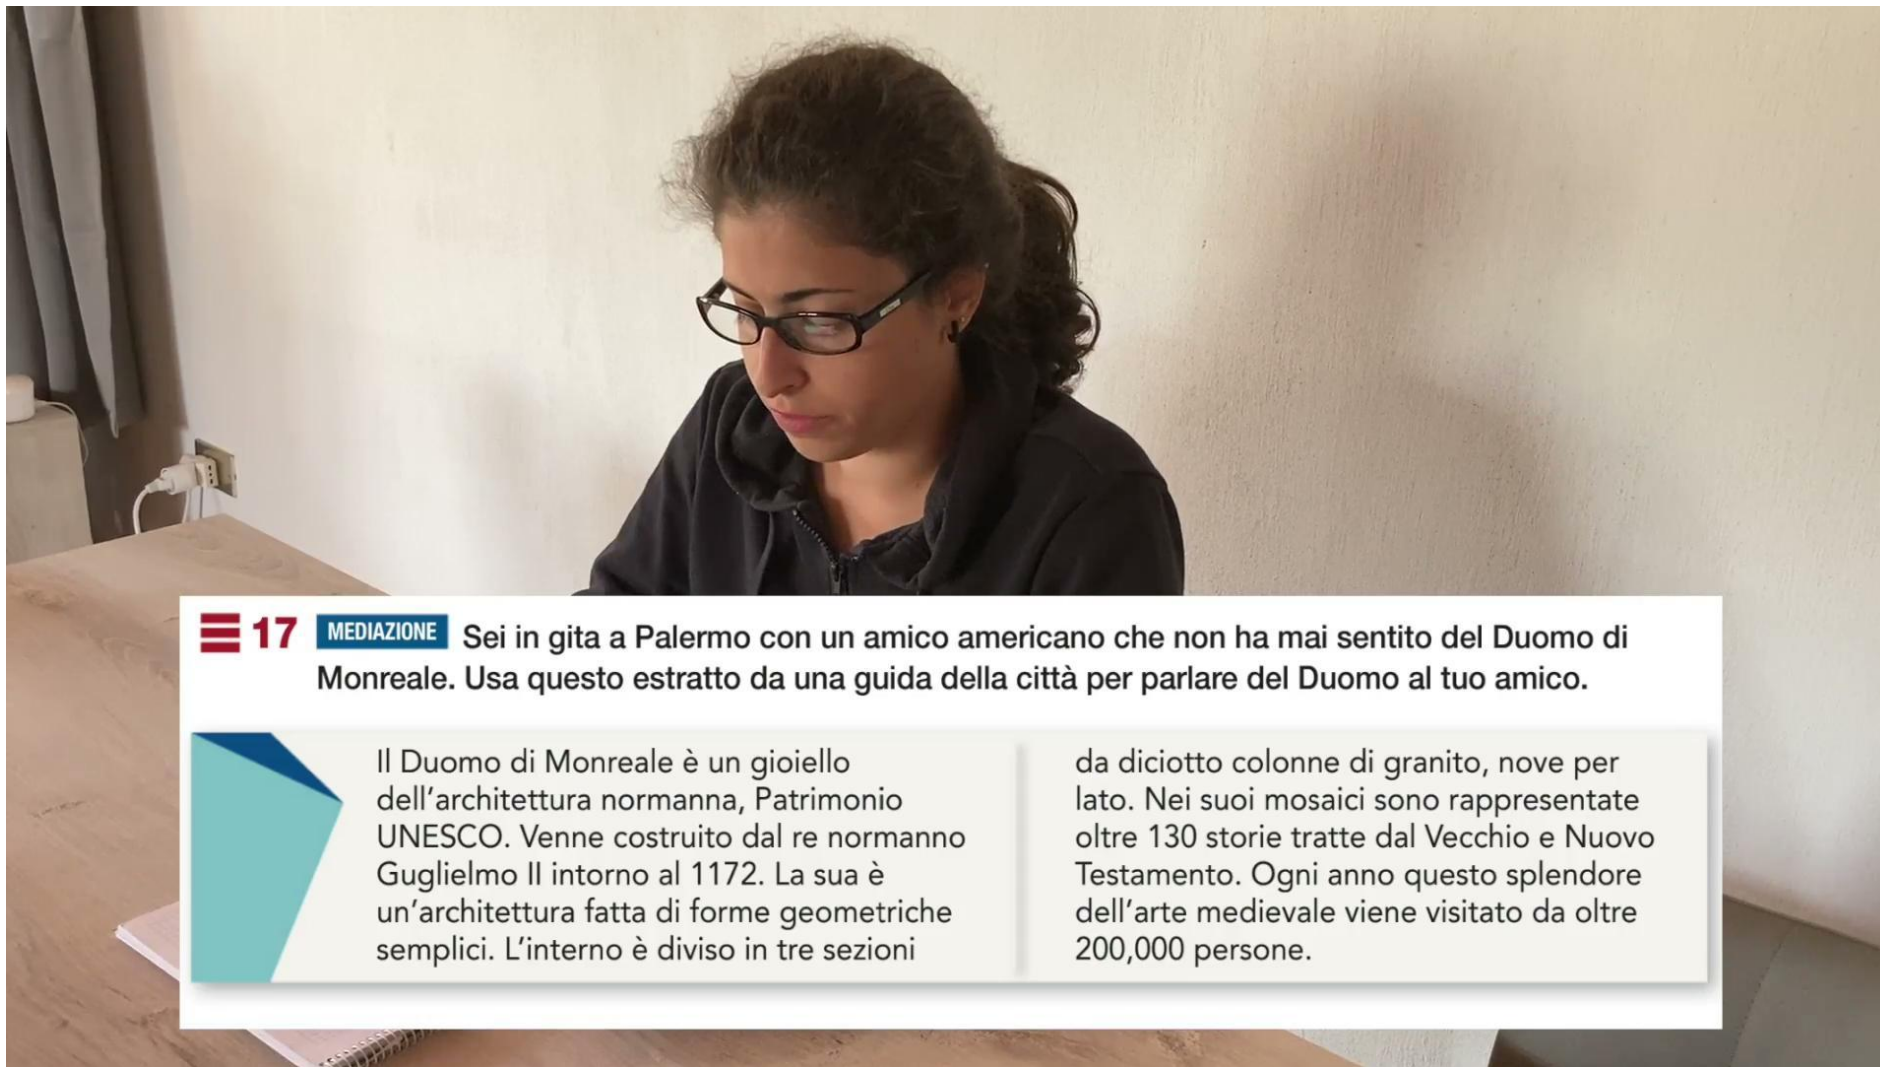 17 MEDIAZIONE Sei in gita a Palermo con un amico americano che non ha mai sentito del Duomo di
Monreale. Usa questo estratto da una guida della città per parlare del Duomo al tuo amico.
Il Duomo di Monreale è un gioiello
dell'architettura normanna, Patrimonio
UNESCO. Venne costruito dal re normanno
Guglielmo II intorno al 1172. La sua è
un'architettura fatta di forme geometriche
semplici. L'interno è diviso in tre sezioni
da diciotto colonne di granito, nove per
lato. Nei suoi mosaici sono rappresentate
oltre 130 storie tratte dal Vecchio e Nuovo
Testamento. Ogni anno questo splendore
dell'arte medievale viene visitato da oltre
200,000 persone.